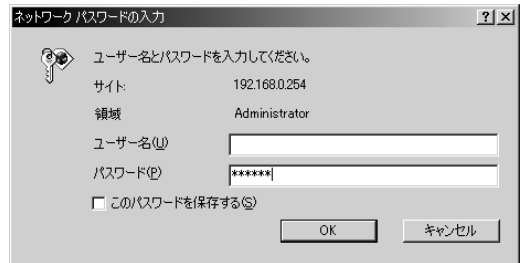 ネットワーク パスワードの入力
ユーザー名とパスワードを入力してください。
サイト: 192.168.0.254
領域 Administrator
ユーザー名(U)
パスワード(P) ******
このパスワードを保存する(S)
OK キャンセル